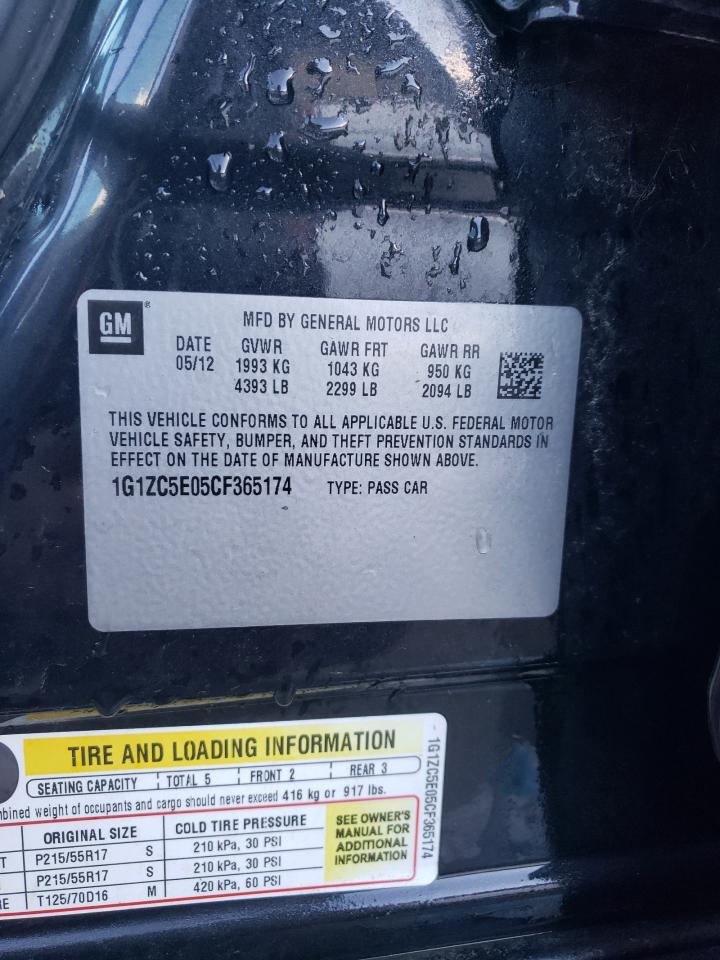 GM ®
MFD BY GENERAL MOTORS LLC
DATE GVWR GAWR FRT GAWR RR
05/12 1993 KG 1043 KG 950 KG
4393 LB 2299 LB 2094 LB
THIS VEHICLE CONFORMS TO ALL APPLICABLE U.S. FEDERAL MOTOR
VEHICLE SAFETY, BUMPER, AND THEFT PREVENTION STANDARDS IN
EFFECT ON THE DATE OF MANUFACTURE SHOWN ABOVE.
1G1ZC5E05CF365174 TYPE: PASS CAR
TIRE AND LOADING INFORMATION
SEATING CAPACITY TOTAL 5 FRONT 2 REAR 3
weight of occupants and cargo should never exceed 416 kg or 917 lbs.
ORIGINAL SIZE COLD TIRE PRESSURE
P215/55R17 S 210 kPa, 30 PSI
P215/55R17 S 210 kPa, 30 PSI
T125/70D16 M 420 kPa, 60 PSI
SEE OWNER'S
MANUAL FOR
ADDITIONAL
INFORMATION
1G1ZC5E05CF365174